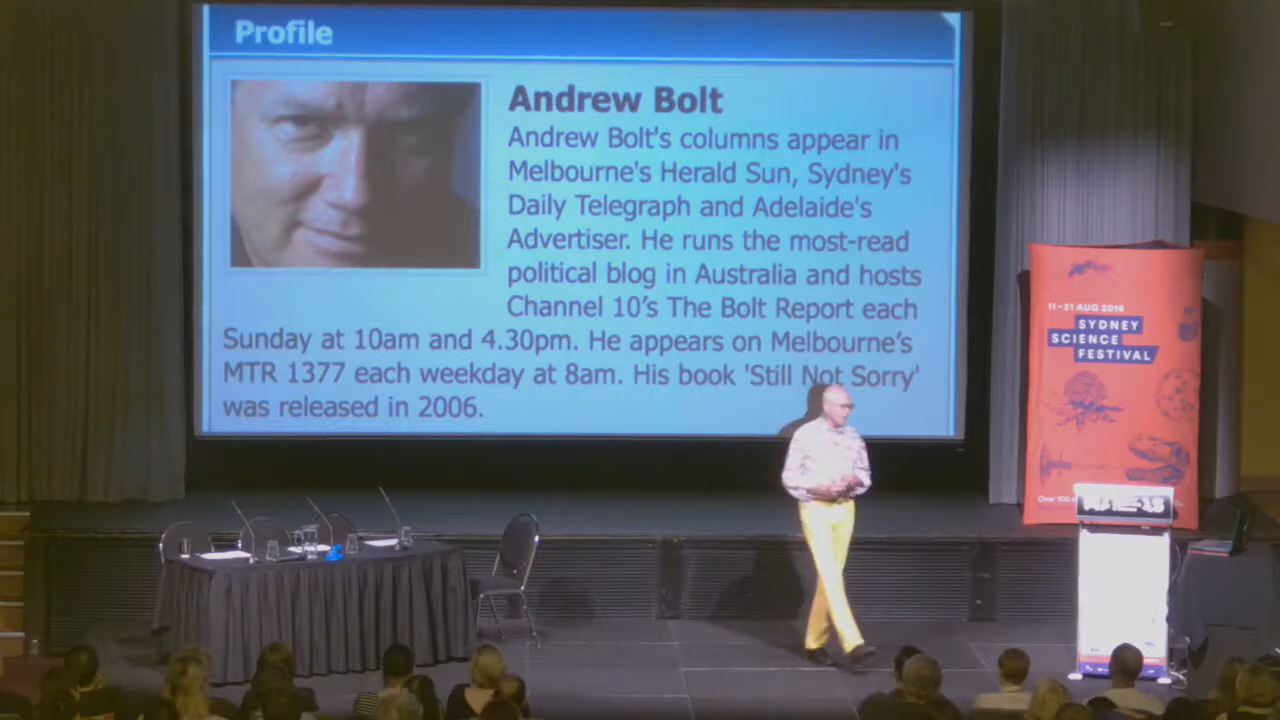 Profile
Andrew Bolt
Andrew Bolt's columns appear in
Melbourne's Herald Sun, Sydney's
Daily Telegraph and Adelaide's
Advertiser. He runs the most-read
political blog in Australia and hosts
Channel 10's The Bolt Report each
Sunday at 10am and 4.30pm. He appears on Melbourne's
MTR 1377 each weekday at 8am. His book 'Still Not Sorry'
was released in 2006.
11–21 AUG 2016
SYDNEY
SCIENCE
FESTIVAL
Over